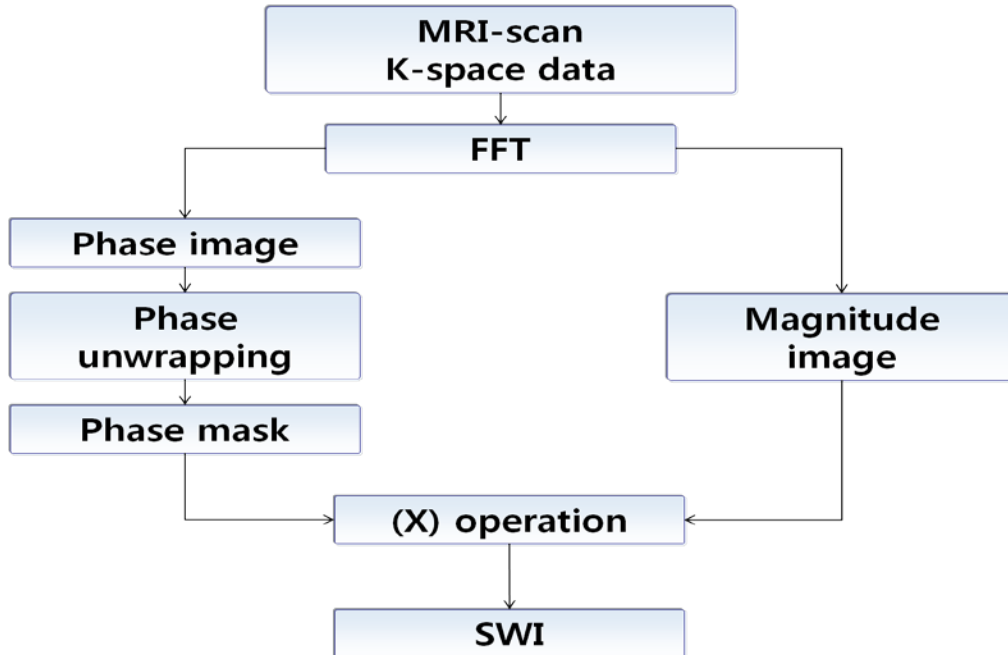 MRI-scan
K-space data
FFT
Phase image
Phase
unwrapping
Magnitude
image
Phase mask
(X) operation
SWI